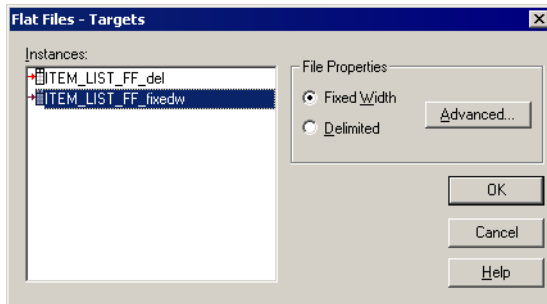 Flat Files - Targets
Instances:
ITEM_LIST_FF_del
ITEM_LIST_FF_fixedw
File Properties
Fixed Width
Delimited
Advanced...
OK
Cancel
Help